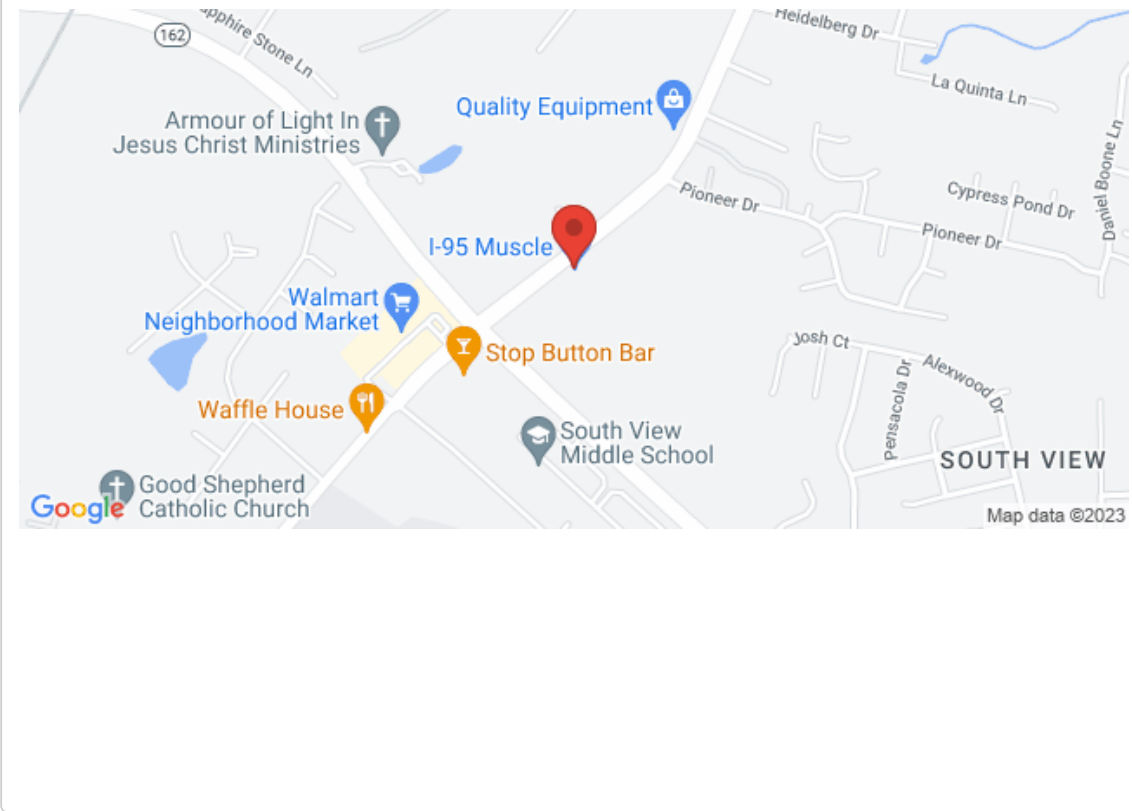 162
Sapphire Stone Ln
Heidelberg Dr
La Quinta Ln
Quality Equipment
Armour of Light In
Jesus Christ Ministries
Daniel Boone Ln
Pioneer Dr
Cypress Pond Dr
Pioneer Dr
I-95 Muscle
Walmart
Neighborhood Market
Stop Button Bar
Josh Ct
Alexwood Dr
Pensacola Dr
Waffle House
South View
Middle School
SOUTH VIEW
Good Shepherd
Catholic Church
Google
Map data ©2023